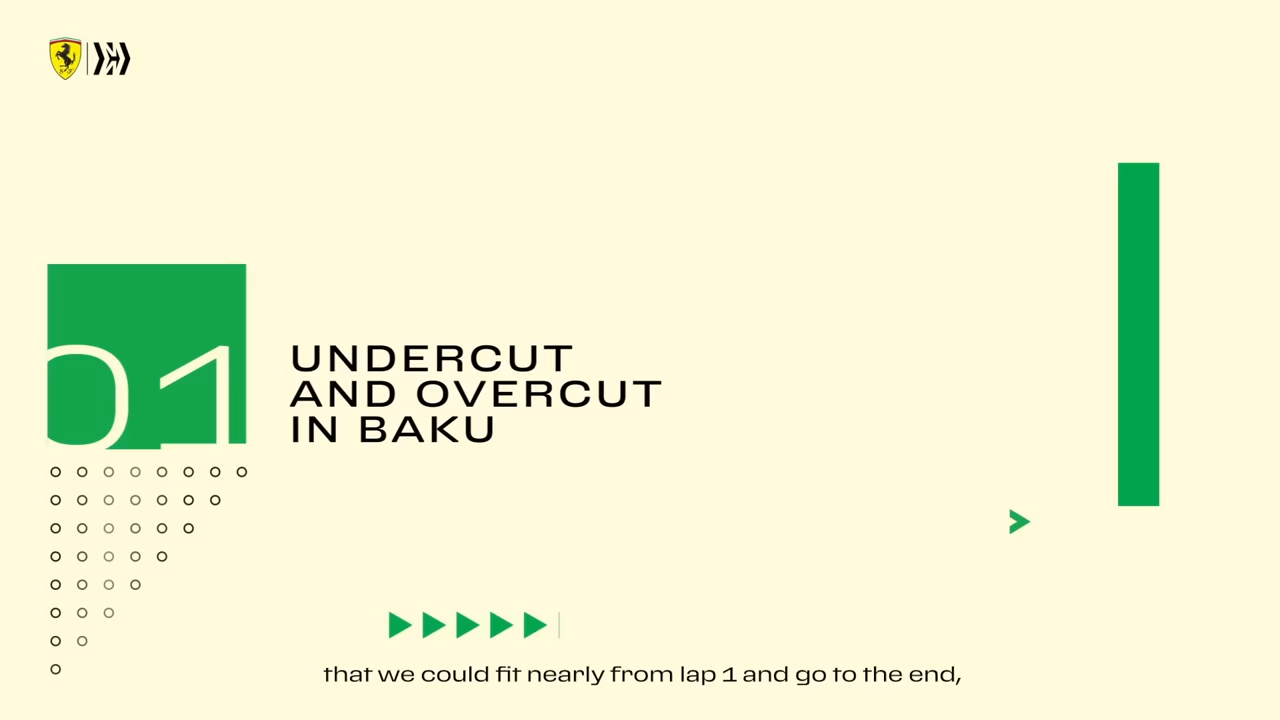 01
UNDERCUT
AND OVERCUT
IN BAKU
that we could fit nearly from lap 1 and go to the end,